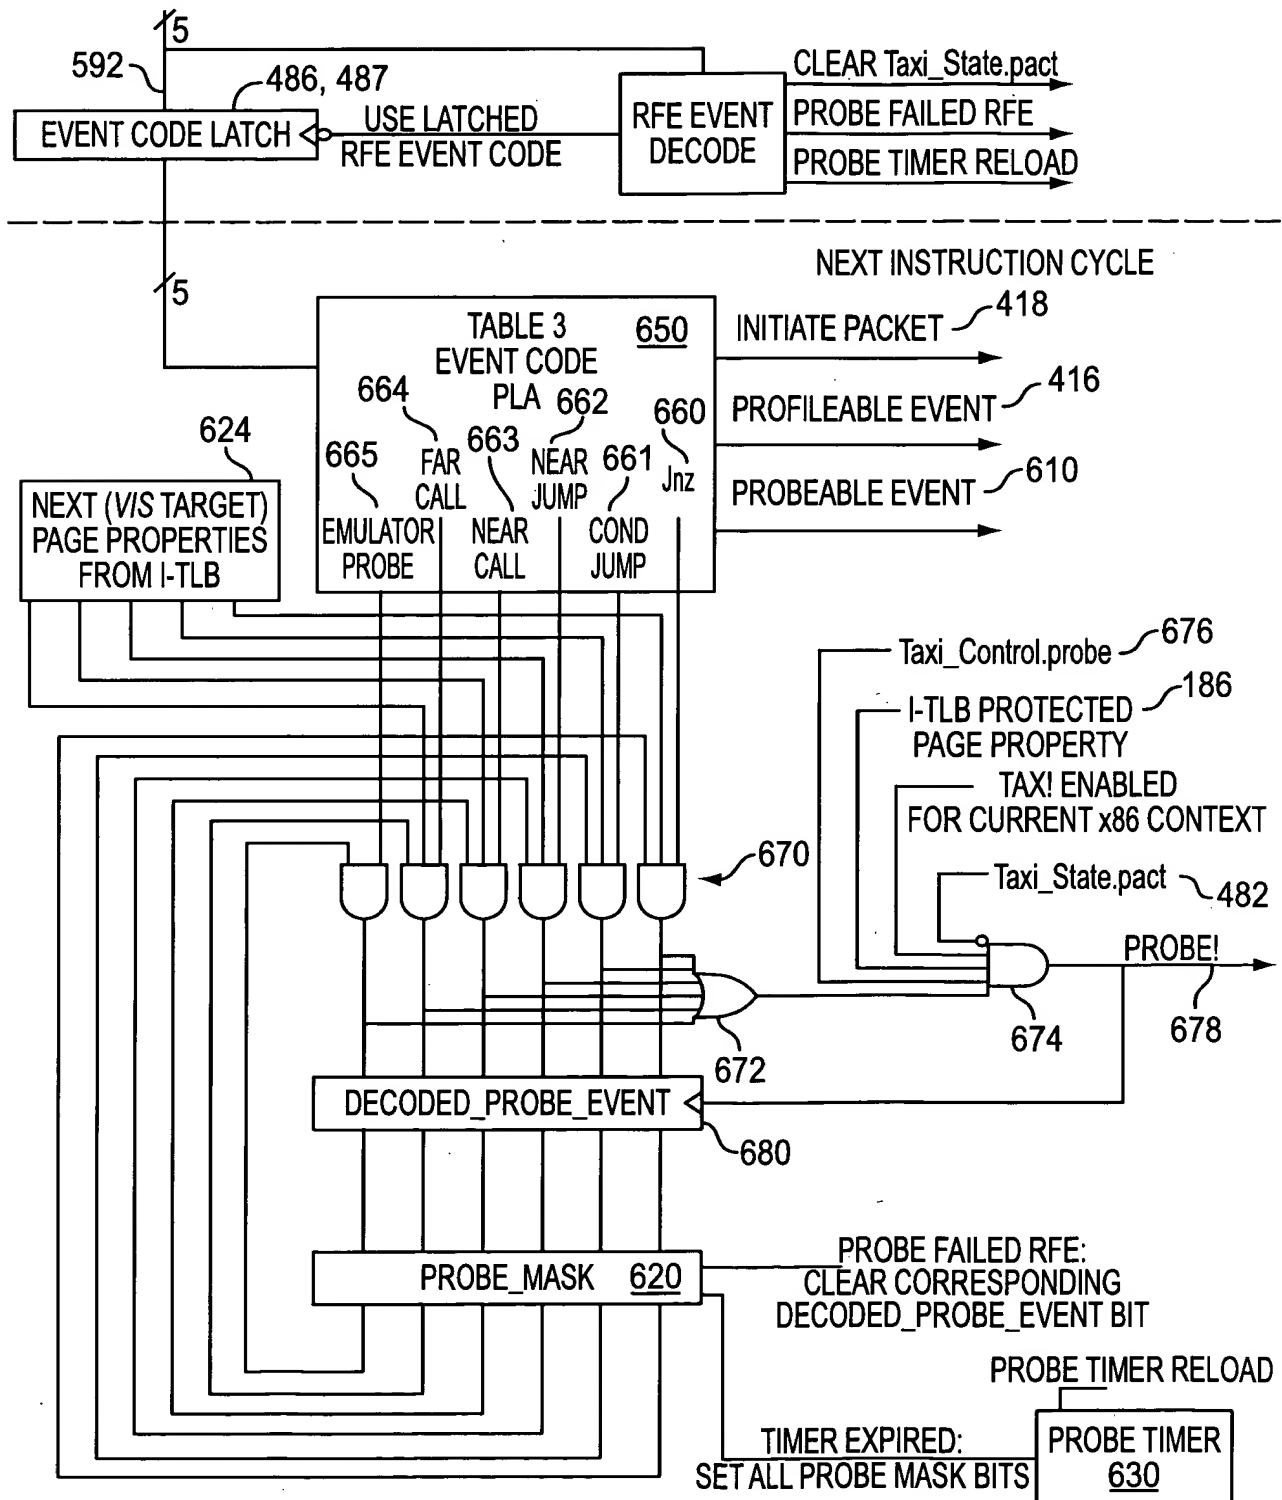 5
592
486, 487
EVENT CODE LATCH
USE LATCHED
RFE EVENT CODE
RFE EVENT
DECODE
CLEAR Taxi_State.pact
PROBE FAILED RFE
PROBE TIMER RELOAD
NEXT INSTRUCTION CYCLE
5
TABLE 3
EVENT CODE
PLA
650
INITIATE PACKET
418
PROFILEABLE EVENT
416
PROBEABLE EVENT
610
665
EMULATOR
PROBE
664
FAR
CALL
663
NEAR
CALL
662
NEAR
JUMP
661
COND
JUMP
660
Jnz
624
NEXT (VIS TARGET)
PAGE PROPERTIES
FROM I-TLB
Taxi_Control.probe
676
I-TLB PROTECTED
PAGE PROPERTY
186
TAX! ENABLED
FOR CURRENT x86 CONTEXT
Taxi_State.pact
482
670
672
674
PROBE!
678
DECODED_PROBE_EVENT
680
PROBE_MASK 620
PROBE FAILED RFE:
CLEAR CORRESPONDING
DECODED_PROBE_EVENT BIT
PROBE TIMER RELOAD
TIMER EXPIRED:
SET ALL PROBE MASK BITS
PROBE TIMER
630